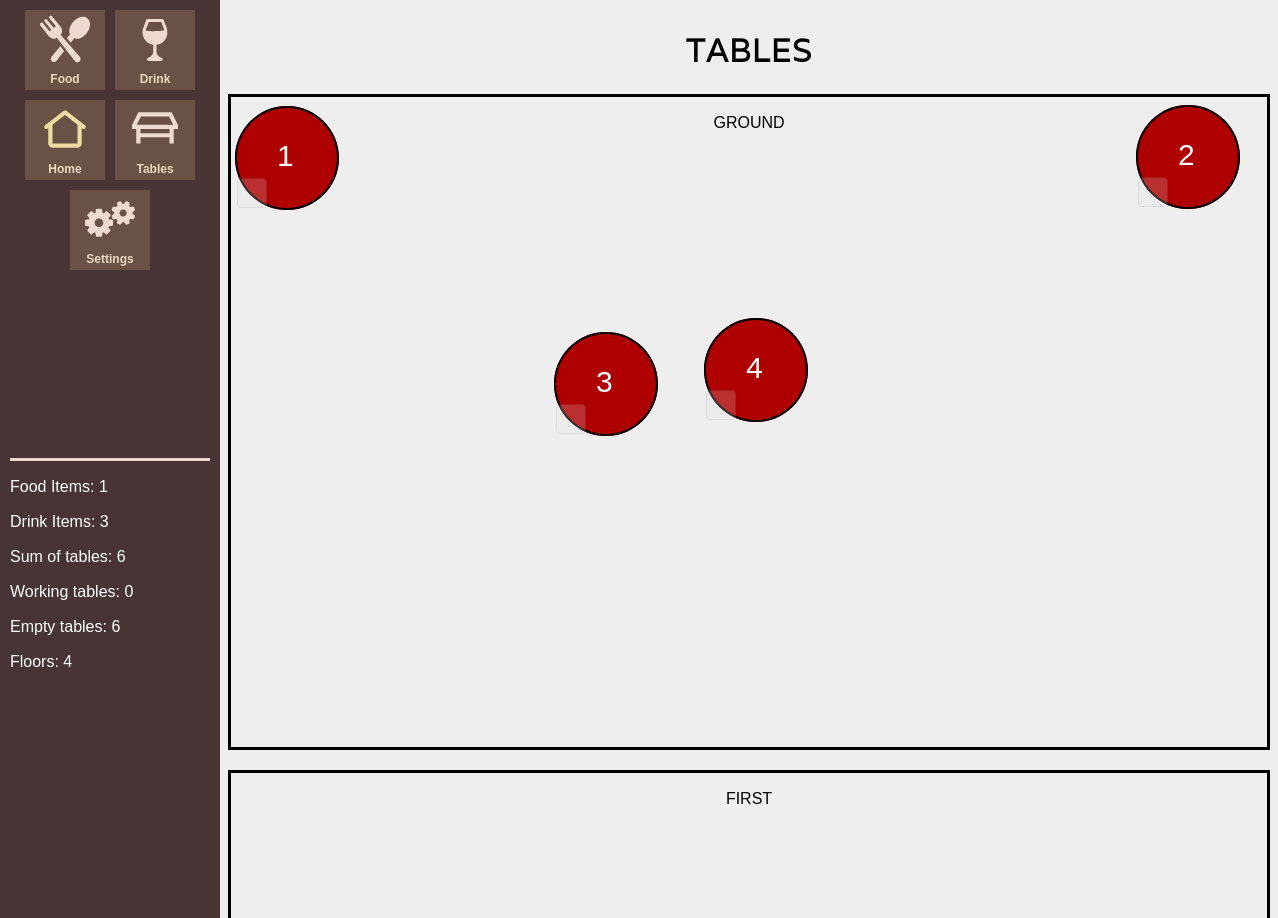 Food
Drink
Home
Tables
Settings
Food Items: 1
Drink Items: 3
Sum of tables: 6
Working tables: 0
Empty tables: 6
Floors: 4
TABLES
GROUND
1
2
3
4
FIRST